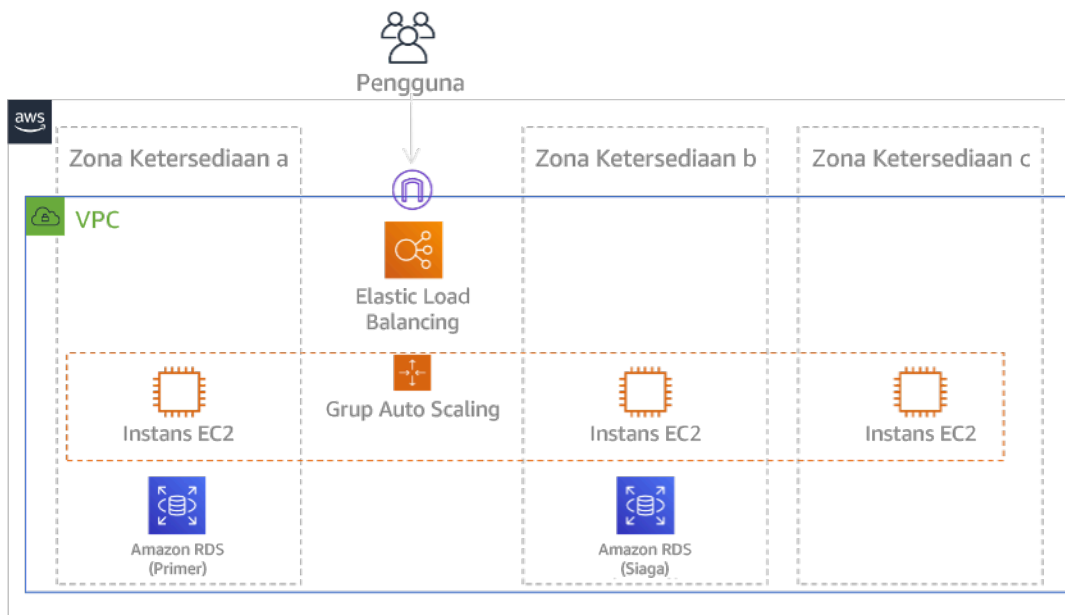 Pengguna
aws
Zona Ketersediaan a
Zona Ketersediaan b
Zona Ketersediaan c
VPC
Elastic Load
Balancing
Grup Auto Scaling
Instans EC2
Instans EC2
Instans EC2
Amazon RDS
(Primer)
Amazon RDS
(Siaga)